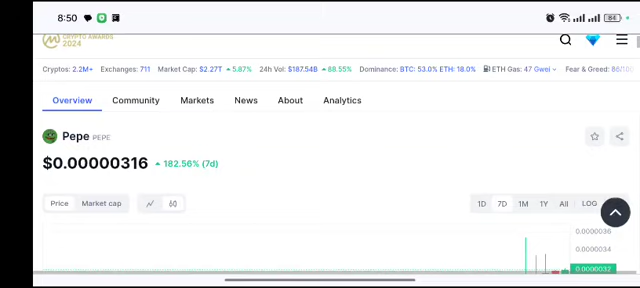 8:50
84
CRYPTO AWARDS
2024
Cryptos: 2.2M+ Exchanges: 711 Market Cap: $2.27T 5.87% 24h Vol: $187.54B 88.55% Dominance: BTC: 53.0% ETH: 18.0% ETH Gas: 47 Gwei Fear & Greed: 86/100
Overview Community Markets News About Analytics
Pepe PEPE
$0.00000316 182.56% (7d)
Price Market cap 1D 7D 1M 1Y All LOG
0.0000036
0.0000034
0.0000032